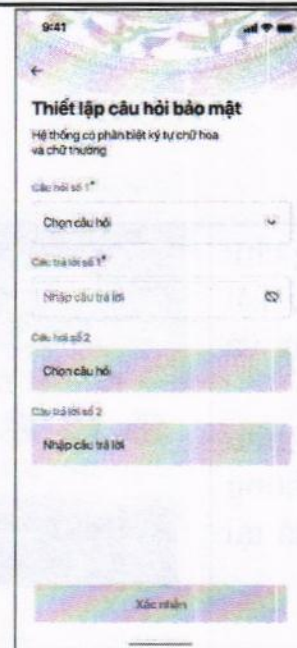 9:41
Thiết lập câu hỏi bảo mật
Hệ thống có phân biệt ký tự chữ hoa
và chữ thường
Câu hỏi số 1*
Chọn câu hỏi
Câu trả lời số 1*
Nhập câu trả lời
Câu hỏi số 2
Chọn câu hỏi
Câu trả lời số 2
Nhập câu trả lời
Xác nhận